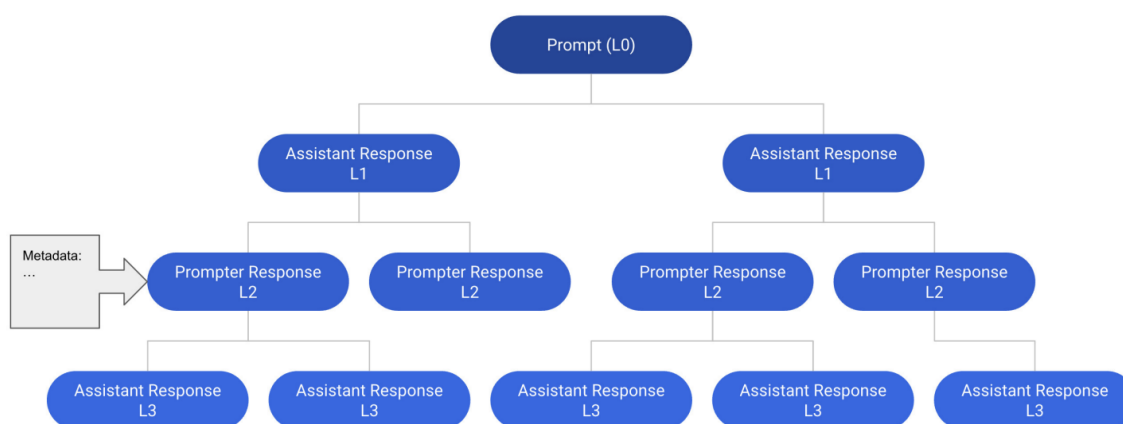 Prompt (L0)
Assistant Response
L1
Assistant Response
L1
Metadata:
...
Prompter Response
L2
Prompter Response
L2
Prompter Response
L2
Prompter Response
L2
Assistant Response
L3
Assistant Response
L3
Assistant Response
L3
Assistant Response
L3
Assistant Response
L3